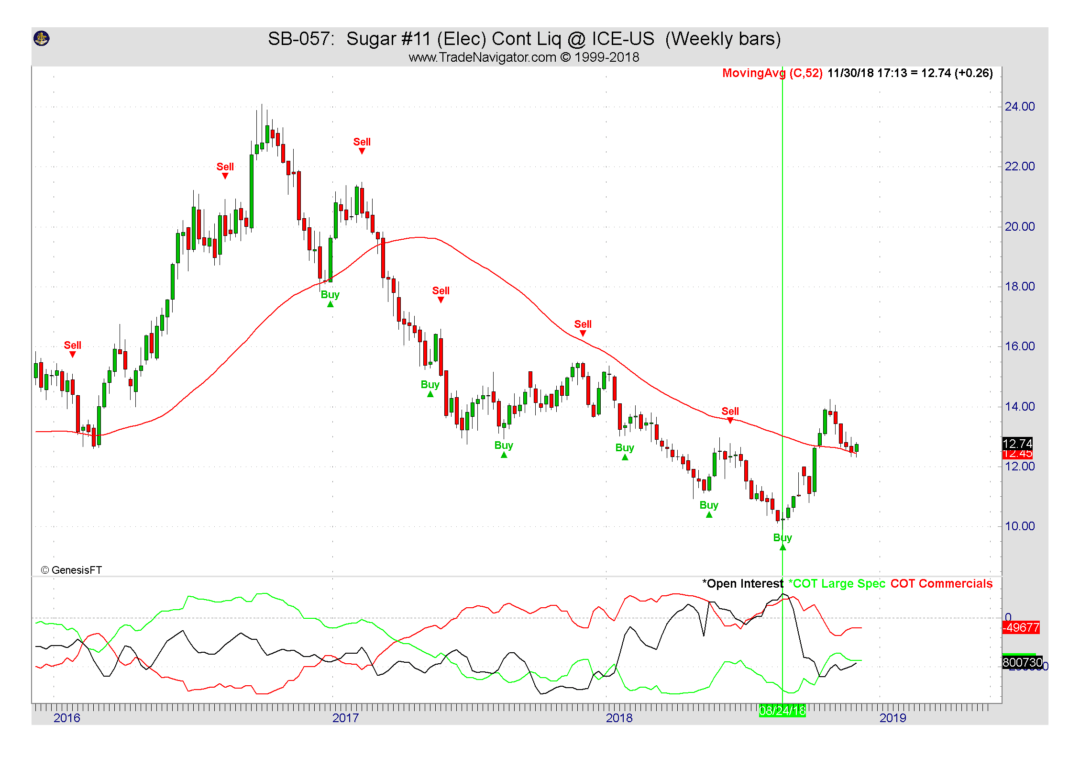 SB-057:  Sugar #11 (Elec) Cont Liq @ ICE-US  (Weekly bars)
www.TradeNavigator.com © 1999-2018
MovingAvg (C,52) 11/30/18 17:13 = 12.74 (+0.26)
24.00
Sell
22.00
Sell
20.00
18.00
Buy
Sell
Sell
16.00
Sell
Buy
14.00
Sell
12.74
12.45
Buy
Buy
12.00
Buy
10.00
Buy
© GenesisFT
*Open Interest *COT Large Spec COT Commercials
0
-49677
800730
2016 2017 2018 08/24/18 2019